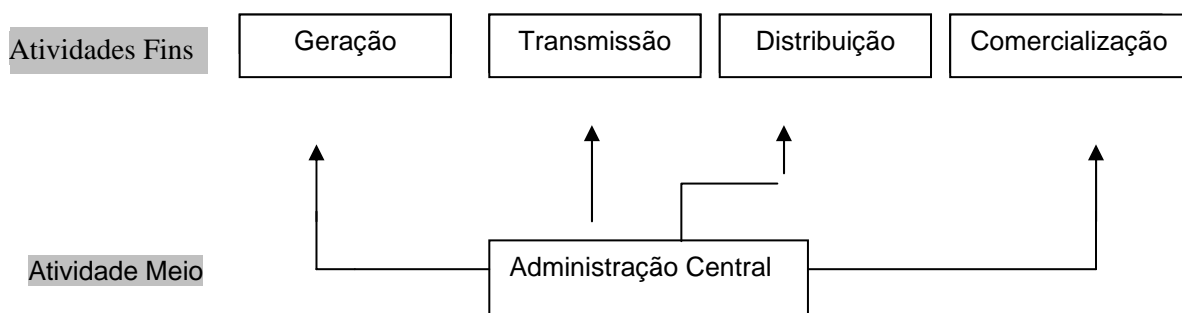 Atividades Fins
Geração
Transmissão
Distribuição
Comercialização
Atividade Meio
Administração Central